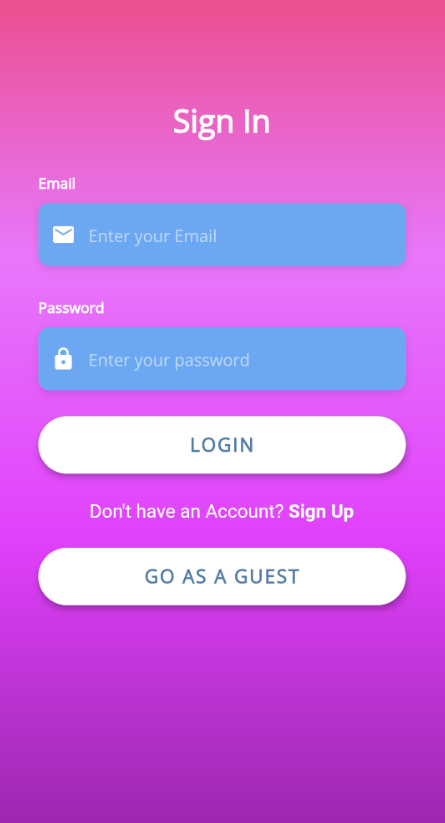 Sign In
Email
Enter your Email
Password
Enter your password
LOGIN
Don't have an Account? Sign Up
GO AS A GUEST